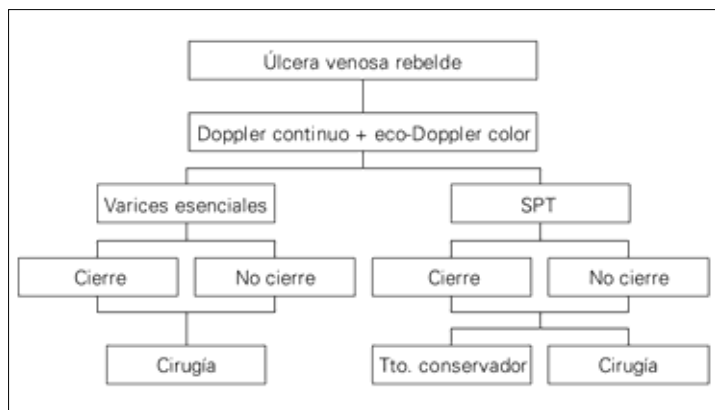 Úlcera venosa rebelde
Doppler continuo + eco-Doppler color
Varices esenciales
SPT
Cierre
No cierre
Cierre
No cierre
Cirugía
Tto. conservador
Cirugía